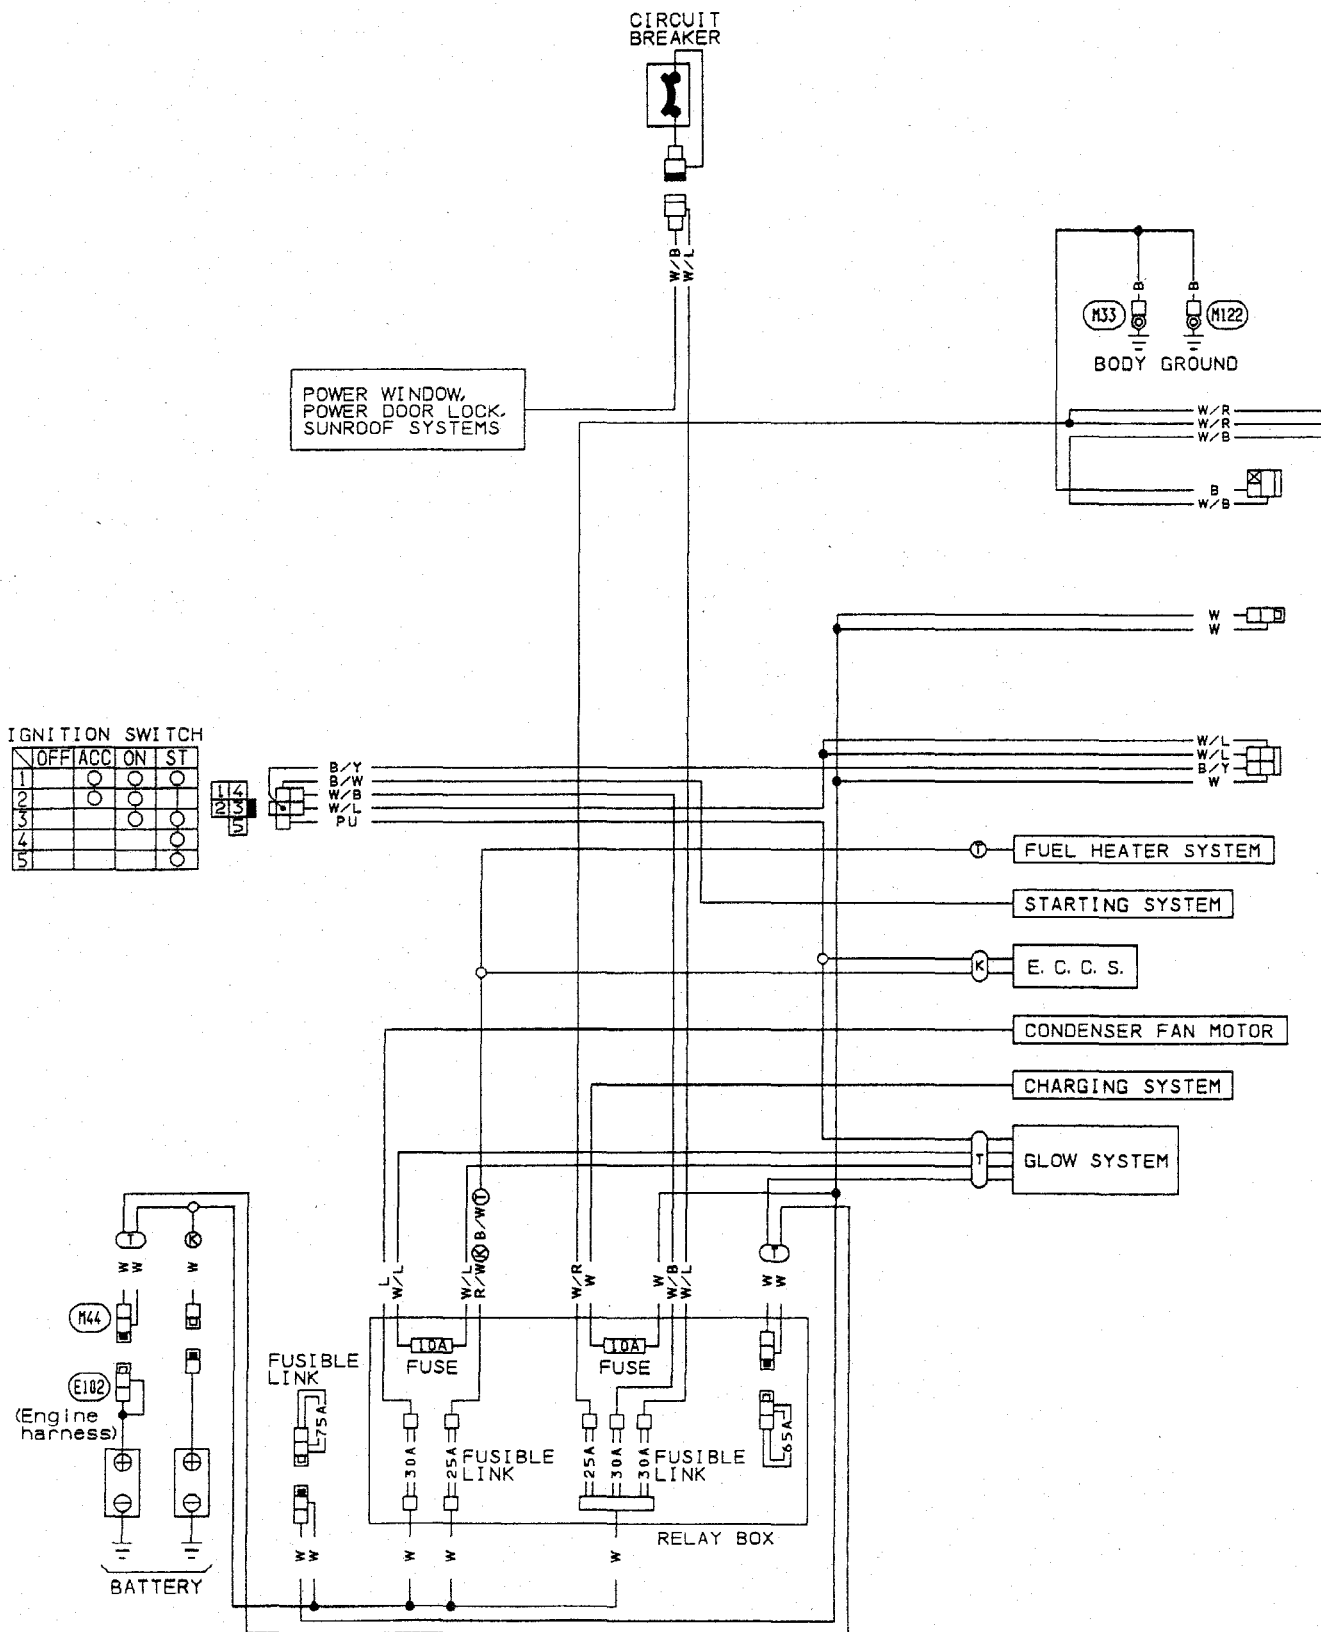 CIRCUIT
BREAKER
W/B
W/L
B
B
M33
M122
BODY GROUND
POWER WINDOW,
POWER DOOR LOCK,
SUNROOF SYSTEMS
W/R
W/R
W/B
B
W/B
W
W
IGNITION SWITCH
OFF ACC ON ST
1
2
3
4
5
1 4
2 3
5
B/Y
B/W
W/B
W/L
PU
W/L
W/L
B/Y
W
T
FUEL HEATER SYSTEM
STARTING SYSTEM
K
E. C. C. S.
CONDENSER FAN MOTOR
CHARGING SYSTEM
T
GLOW SYSTEM
T
K
T
K
T
W
W
W
L
W/L
W/L
R/W
B/W
W/R
W
W
W/B
W/L
W
W
M44
E102
(Engine
harness)
FUSIBLE
LINK
75A
10A
FUSE
10A
FUSE
30A
25A
FUSIBLE
LINK
25A
30A
30A
FUSIBLE
LINK
65A
RELAY BOX
W
W
W
W
W
BATTERY